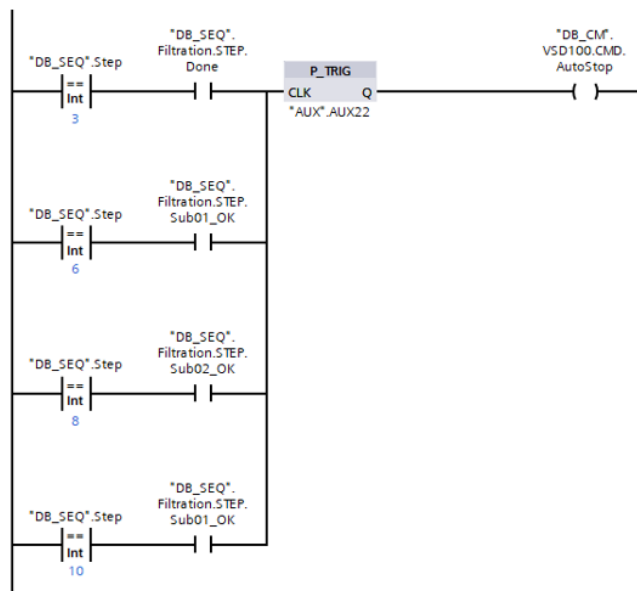 "DB_SEQ".
Filtration.STEP.
Done
"DB_SEQ".Step
==
Int
3
P_TRIG
CLK Q
"AUX".AUX22
"DB_CM".
VSD100.CMD.
AutoStop
"DB_SEQ".
Filtration.STEP.
Sub01_OK
"DB_SEQ".Step
==
Int
6
"DB_SEQ".
Filtration.STEP.
Sub02_OK
"DB_SEQ".Step
==
Int
8
"DB_SEQ".
Filtration.STEP.
Sub01_OK
"DB_SEQ".Step
==
Int
10